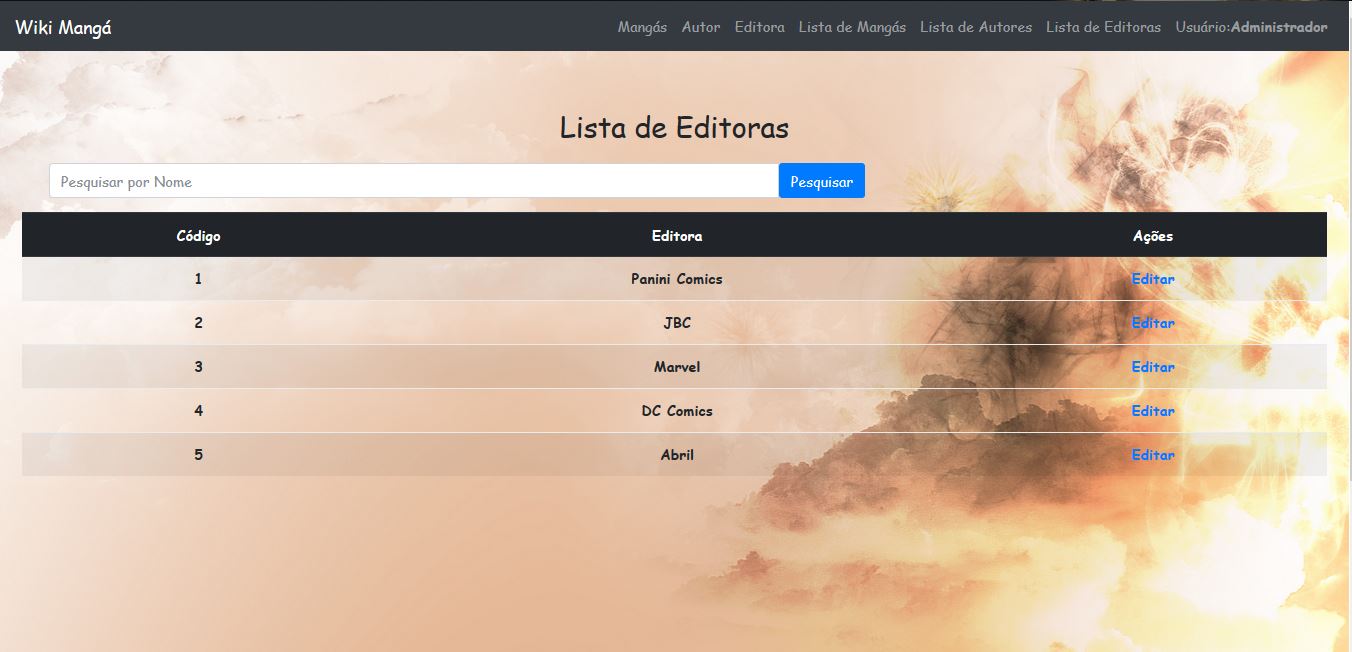 Wiki Mangá Mangás Autor Editora Lista de Mangás Lista de Autores Lista de Editoras Usuário:Administrador
Lista de Editoras
Pesquisar por Nome Pesquisar
Código Editora Ações
1 Panini Comics Editar
2 JBC Editar
3 Marvel Editar
4 DC Comics Editar
5 Abril Editar